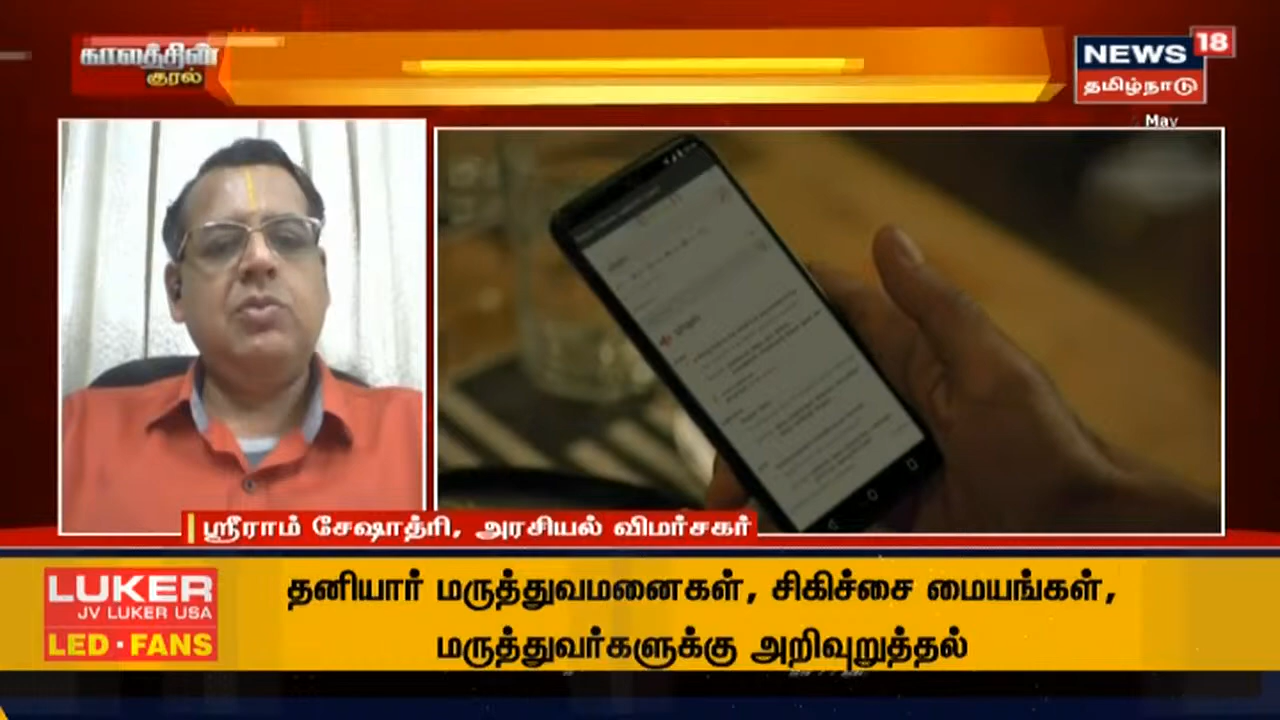 காலத்தின்
குரல்
NEWS 18
தமிழ்நாடு
May
ஸ்ரீராம் சேஷாத்ரி, அரசியல் விமர்சகர்
LUKER
JV LUKER USA
LED·FANS
தனியார் மருத்துவமனைகள், சிகிச்சை மையங்கள்,
மருத்துவர்களுக்கு அறிவுறுத்தல்